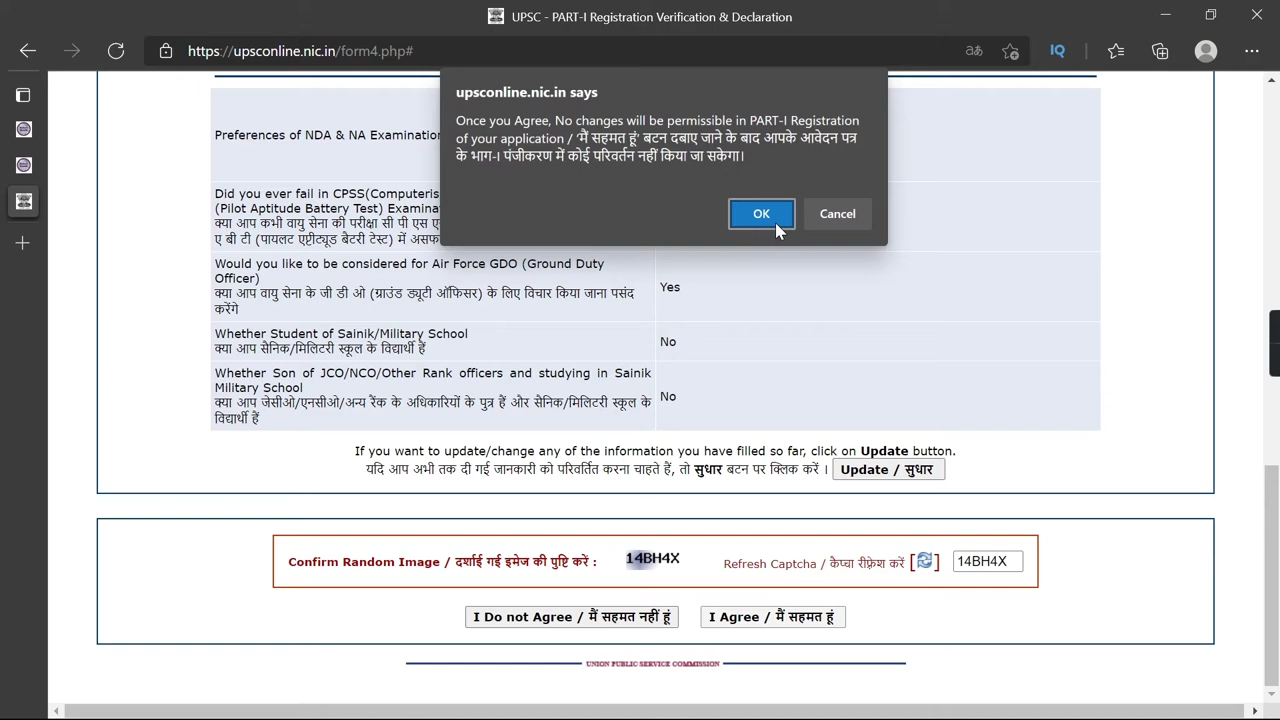 UPSC - PART-I Registration Verification & Declaration
https://upsconline.nic.in/form4.php#
IQ
upsconline.nic.in says
Once you Agree, No changes will be permissible in PART-I Registration
of your application / 'मैं सहमत हूं' बटन दबाए जाने के बाद आपके आवेदन पत्र
के भाग-I पंजीकरण में कोई परिवर्तन नहीं किया जा सकेगा।
OK
Cancel
Preferences of NDA & NA Examination
Did you ever fail in CPSS(Computeris
(Pilot Aptitude Battery Test) Examina
क्या आप कभी वायु सेना की परीक्षा सी पी एस ए
ए बी टी (पायलट एप्टीट्यूड बैटरी टेस्ट) में असफ
Would you like to be considered for Air Force GDO (Ground Duty
Officer)
क्या आप वायु सेना के जी डी ओ (ग्राउंड ड्यूटी ऑफिसर) के लिए विचार किया जाना पसंद
करेंगे
Yes
Whether Student of Sainik/Military School
क्या आप सैनिक/मिलिटरी स्कूल के विद्यार्थी हैं
No
Whether Son of JCO/NCO/Other Rank officers and studying in Sainik
Military School
क्या आप जेसीओ/एनसीओ/अन्य रैंक के अधिकारियों के पुत्र हैं ओर सैनिक/मिलिटरी स्कूल के
विद्यार्थी हैं
No
If you want to update/change any of the information you have filled so far, click on Update button.
यदि आप अभी तक दी गई जानकारी को परिवर्तित करना चाहते हैं, तो सुधार बटन पर क्लिक करें । Update / सुधार
Confirm Random Image / दर्शाई गई इमेज की पुष्टि करें : 14BH4X Refresh Captcha / कैप्चा रीफ़्रेश करें [ ] 14BH4X
I Do not Agree / मैं सहमत नहीं हूं I Agree / मैं सहमत हूं
UNION PUBLIC SERVICE COMMISSION